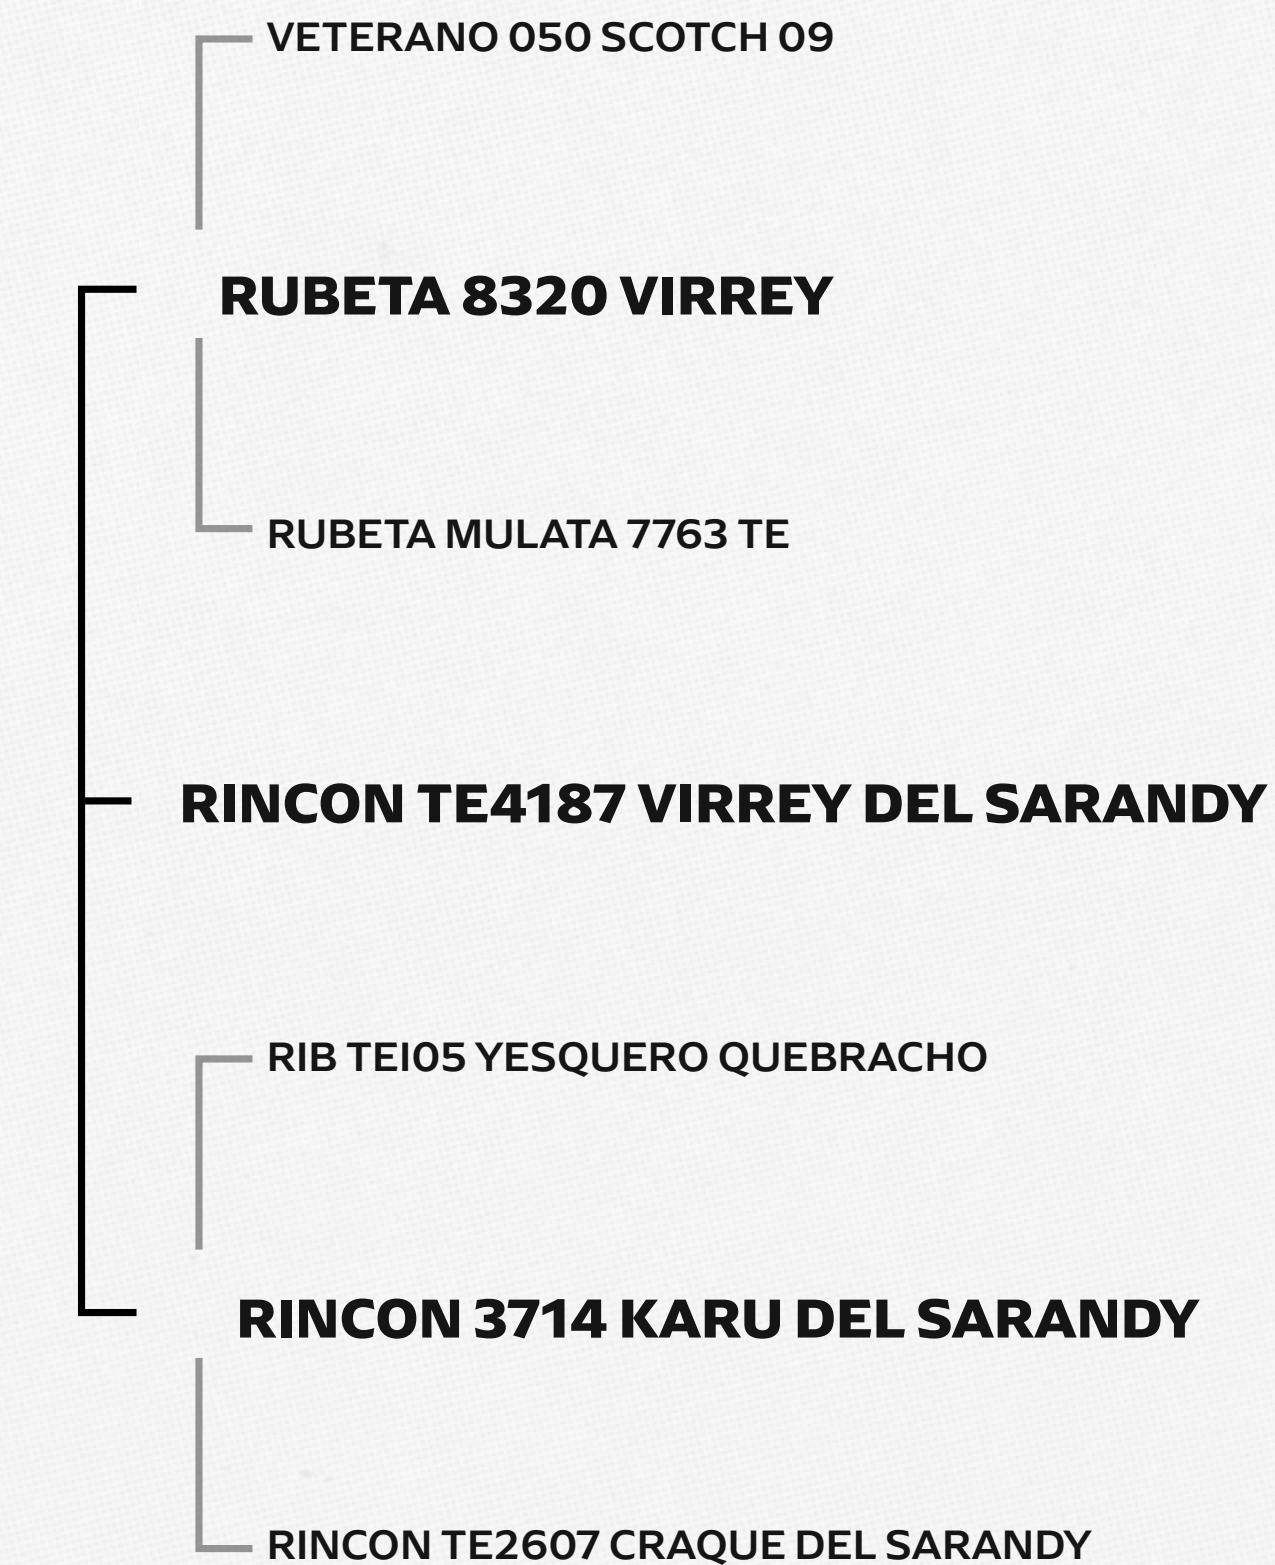 VETERANO 050 SCOTCH 09
RUBETA 8320 VIRREY
RUBETA MULATA 7763 TE
RINCON TE4187 VIRREY DEL SARANDY
RIB TEI05 YESQUERO QUEBRACHO
RINCON 3714 KARU DEL SARANDY
RINCON TE2607 CRAQUE DEL SARANDY